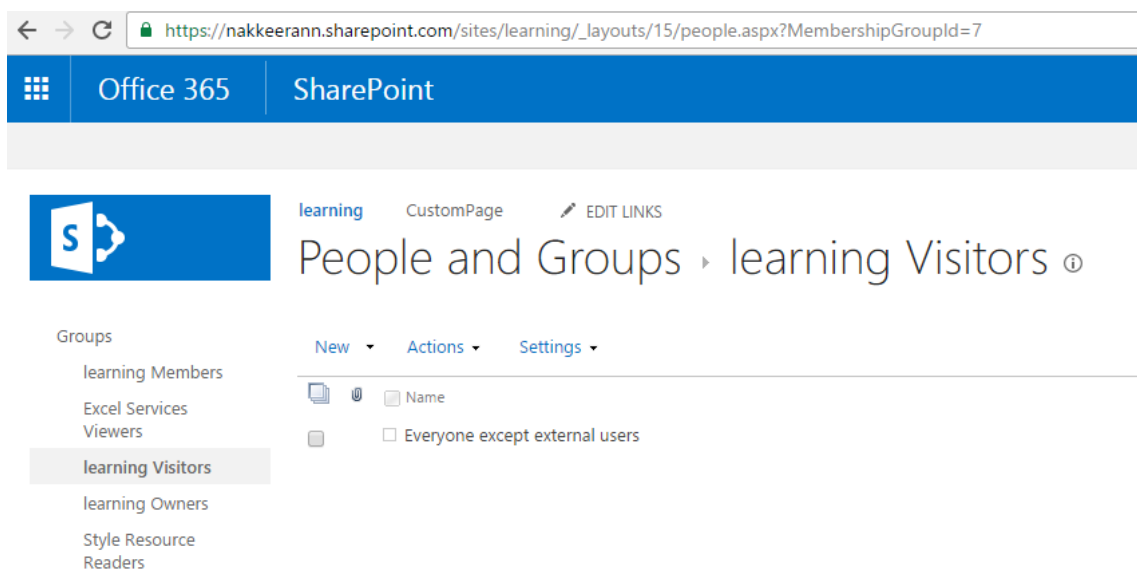 https://nakkeerann.sharepoint.com/sites/learning/_layouts/15/people.aspx?MembershipGroupId=7
Office 365 SharePoint
S
learning CustomPage EDIT LINKS
People and Groups ▸ learning Visitors
Groups
learning Members
Excel Services
Viewers
learning Visitors
learning Owners
Style Resource
Readers
New Actions Settings
Name
Everyone except external users